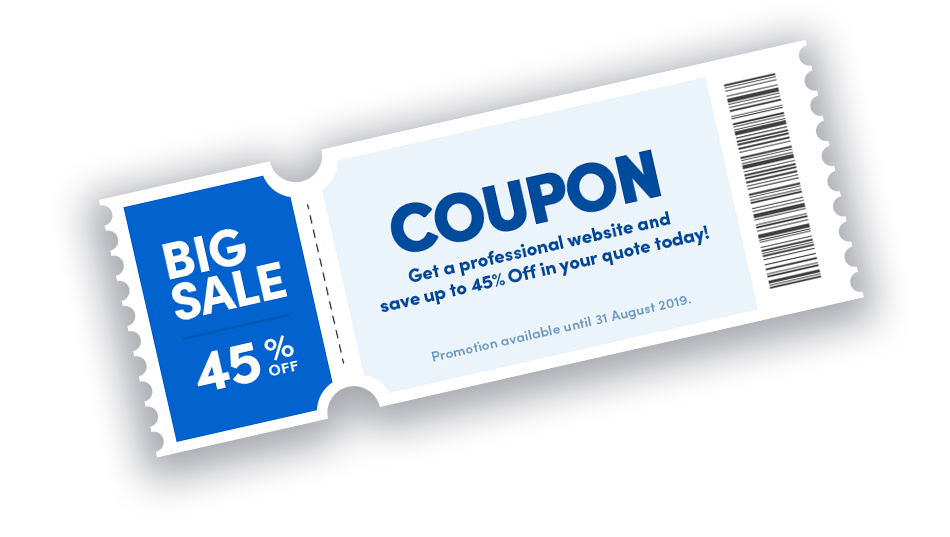 BIG
SALE
45%
OFF
COUPON
Get a professional website and
save up to 45% Off in your quote today!
Promotion available until 31 August 2019.